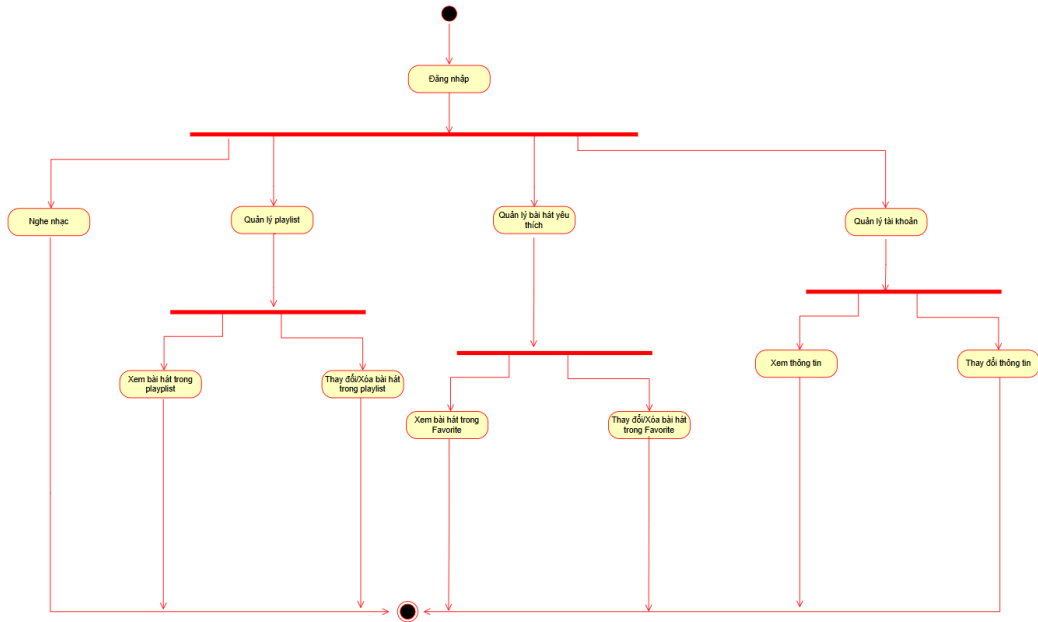 Đăng nhập
Nghe nhạc
Quản lý playlist
Quản lý bài hát yêu
thích
Quản lý tài khoản
Xem bài hát trong
playplist
Thay đổi/Xóa bài hát
trong playlist
Xem bài hát trong
Favorite
Thay đổi/Xóa bài hát
trong Favorite
Xem thông tin
Thay đổi thông tin